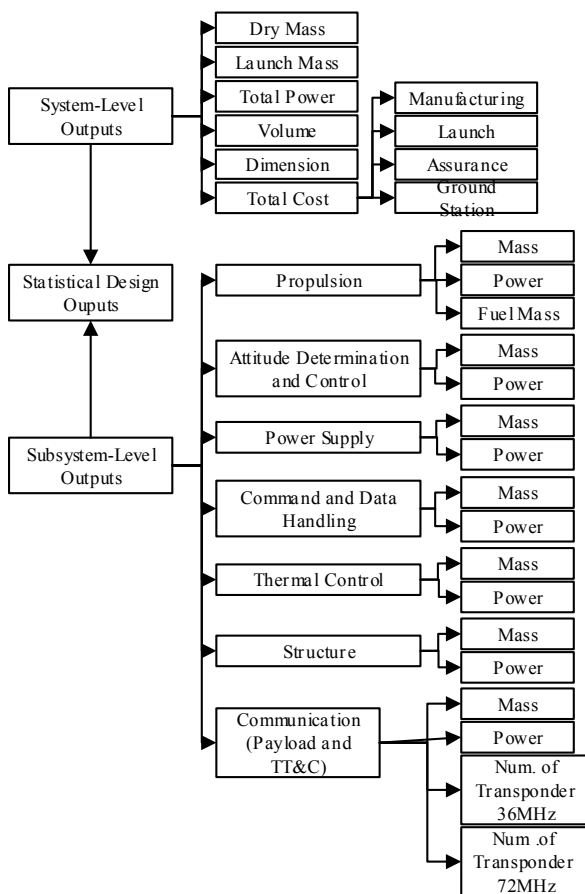 Dry Mass
Launch Mass
Total Power
Volume
Dimension
Total Cost
System-Level
Outputs
Manufacturing
Launch
Assurance
Ground
Station
Statistical Design
Ouputs
Subsystem-Level
Outputs
Propulsion
Mass
Power
Fuel Mass
Attitude Determination
and Control
Mass
Power
Power Supply
Mass
Power
Command and Data
Handling
Mass
Power
Thermal Control
Mass
Power
Structure
Mass
Power
Communication
(Payload and
TT&C)
Mass
Power
Num. of
Transponder
36MHz
Num .of
Transponder
72MHz